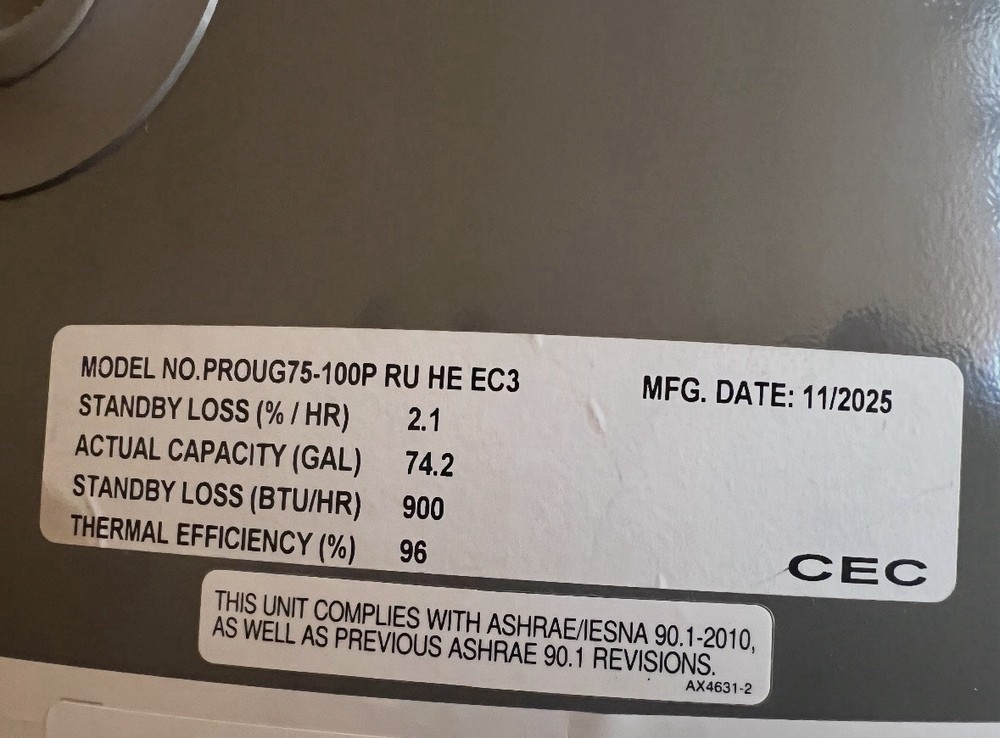 MODEL NO.PROUG75-100P RU HE EC3
MFG. DATE: 11/2025
STANDBY LOSS (% / HR) 2.1
ACTUAL CAPACITY (GAL) 74.2
STANDBY LOSS (BTU/HR) 900
THERMAL EFFICIENCY (%) 96
CEC
THIS UNIT COMPLIES WITH ASHRAE/IESNA 90.1-2010,
AS WELL AS PREVIOUS ASHRAE 90.1 REVISIONS.
AX4631-2